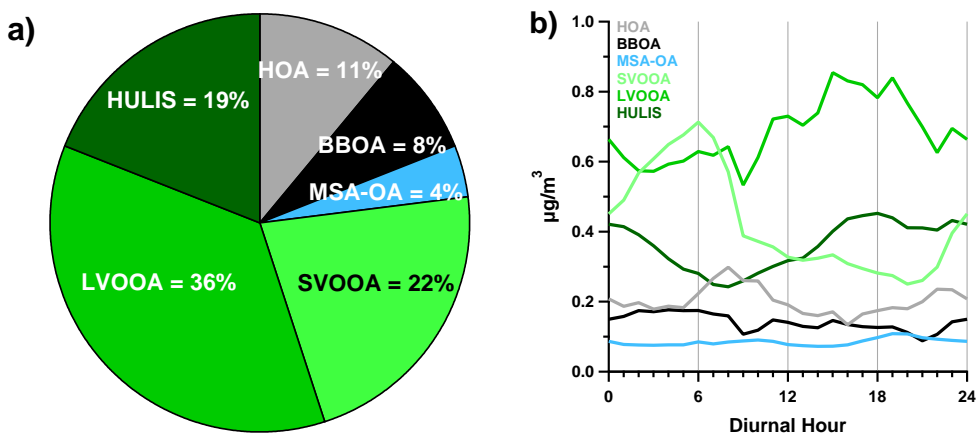 a)
HOA = 11%
BBOA = 8%
MSA-OA = 4%
SVOOA = 22%
LVOOA = 36%
HULIS = 19%
b)
HOA
BBOA
MSA-OA
SVOOA
LVOOA
HULIS
µg/m³
1.0
0.8
0.6
0.4
0.2
0.0
0 6 12 18 24
Diurnal Hour